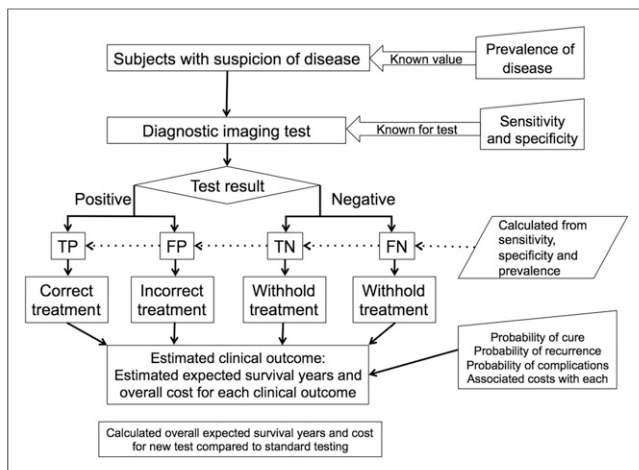 Subjects with suspicion of disease
Known value
Prevalence of
disease
Diagnostic imaging test
Known for test
Sensitivity
and specificity
Test result
Positive
Negative
TP
FP
TN
FN
Calculated from
sensitivity,
specificity and
prevalence
Correct
treatment
Incorrect
treatment
Withhold
treatment
Withhold
treatment
Estimated clinical outcome:
Estimated expected survival years and
overall cost for each clinical outcome
Probability of cure
Probability of recurrence
Probability of complications
Associated costs with each
Calculated overall expected survival years and cost
for new test compared to standard testing